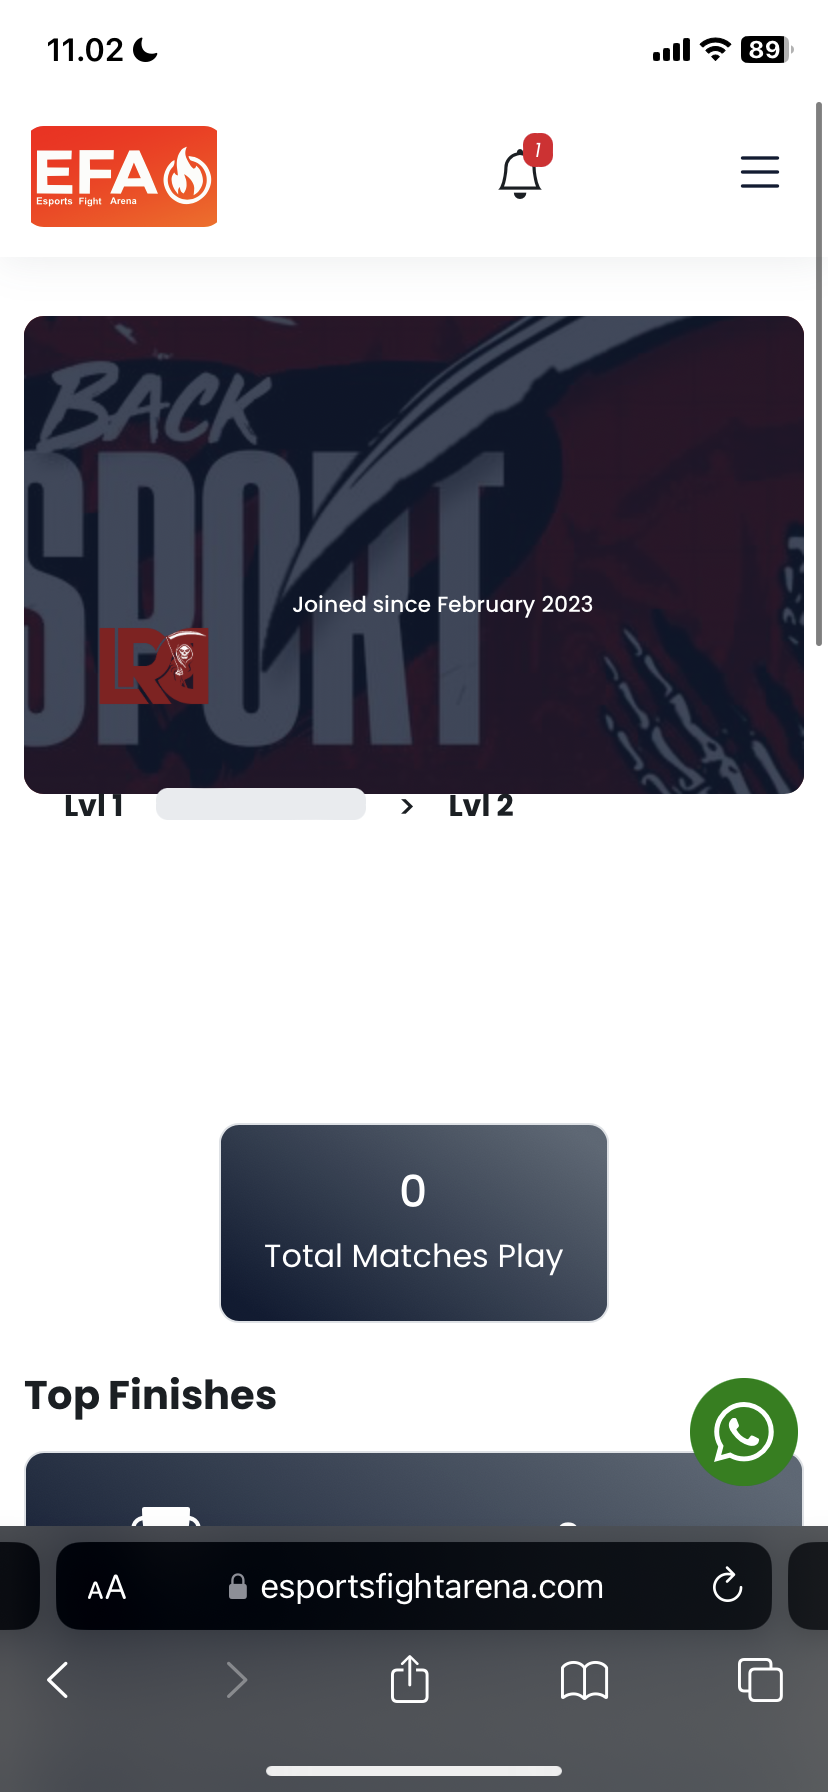 11.02
89
EFA
Esports Fight Arena
1
BACK
SPORT
Joined since February 2023
Lvl 1 > Lvl 2
0
Total Matches Play
Top Finishes
AA esportsfightarena.com